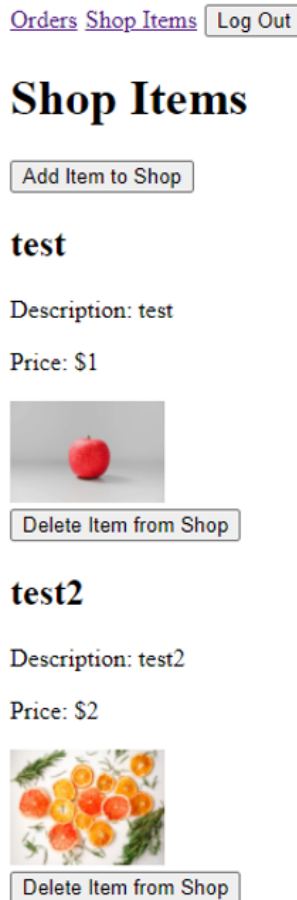 Orders Shop Items Log Out
Shop Items
Add Item to Shop
test
Description: test
Price: $1
Delete Item from Shop
test2
Description: test2
Price: $2
Delete Item from Shop